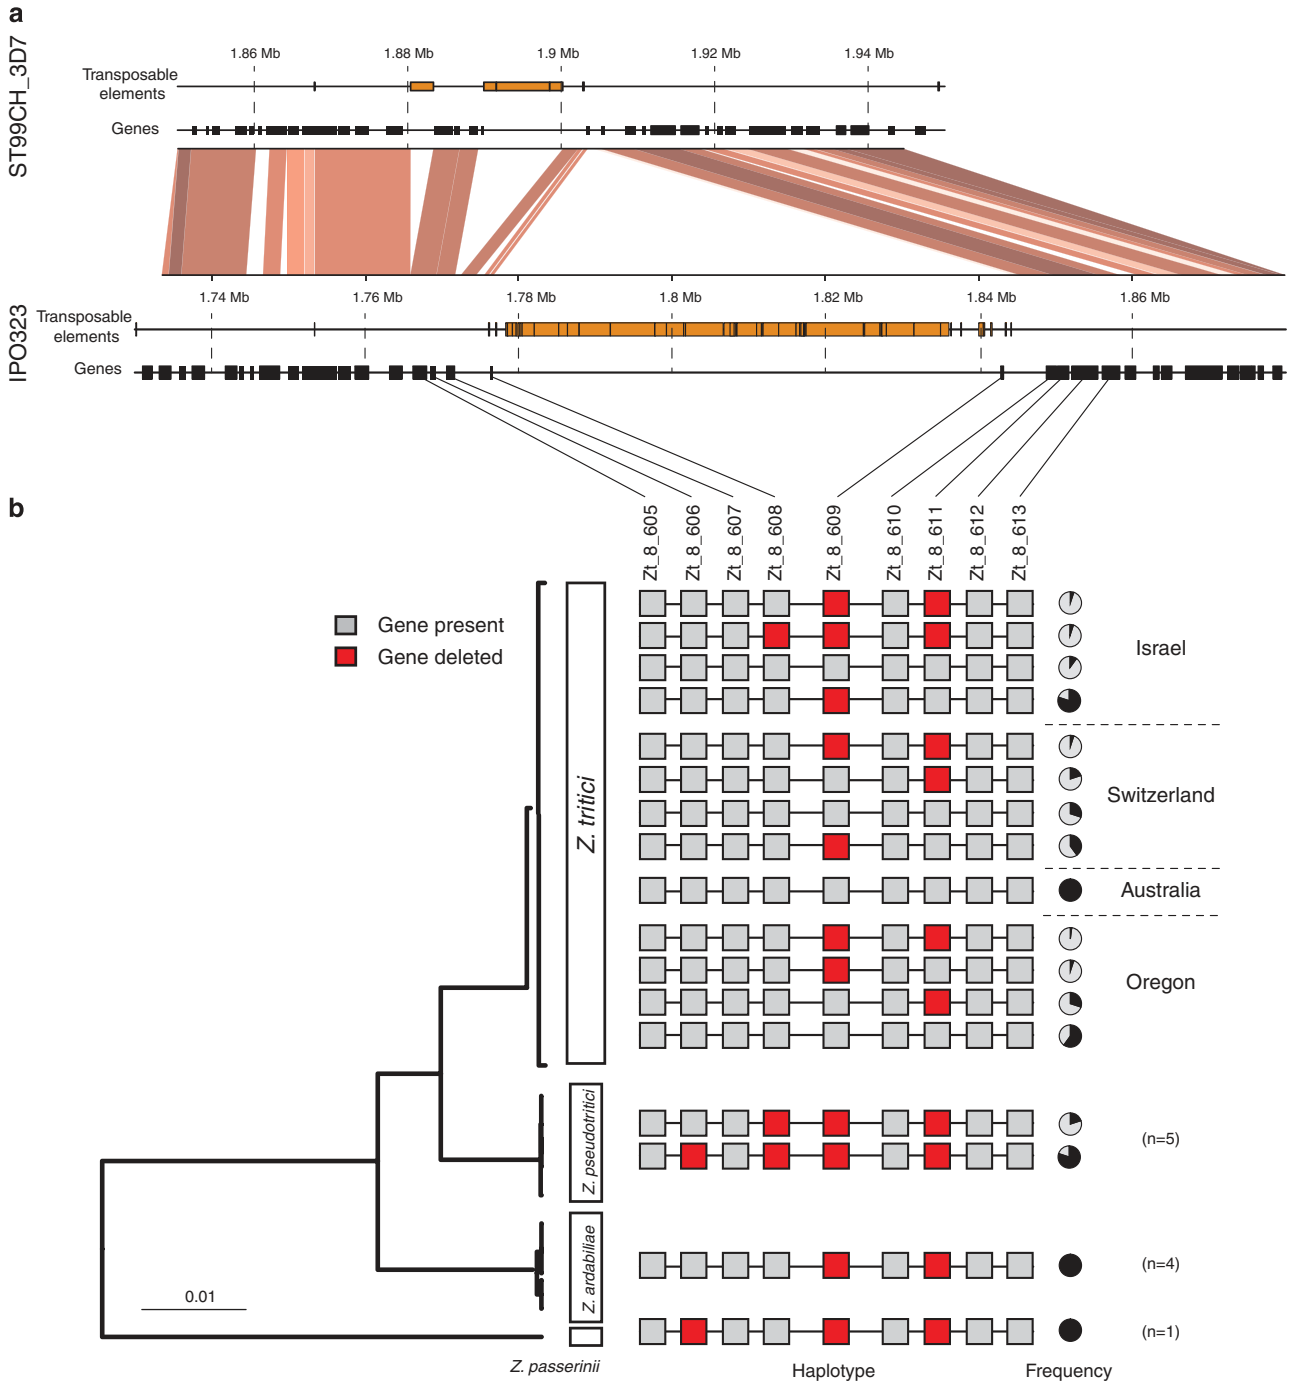 a
ST99CH_3D7
1.86 Mb
1.88 Mb
1.9 Mb
1.92 Mb
1.94 Mb
Transposable
elements
Genes
1.74 Mb
1.76 Mb
1.78 Mb
1.8 Mb
1.82 Mb
1.84 Mb
1.86 Mb
IPO323
Transposable
elements
Genes
b
Zt_8_605
Zt_8_606
Zt_8_607
Zt_8_608
Zt_8_609
Zt_8_610
Zt_8_611
Zt_8_612
Zt_8_613
Gene present
Gene deleted
Z. tritici
Israel
Switzerland
Australia
Oregon
Z. pseudotritici
(n=5)
Z. ardabiliae
(n=4)
0.01
(n=1)
Z. passerinii
Haplotype
Frequency